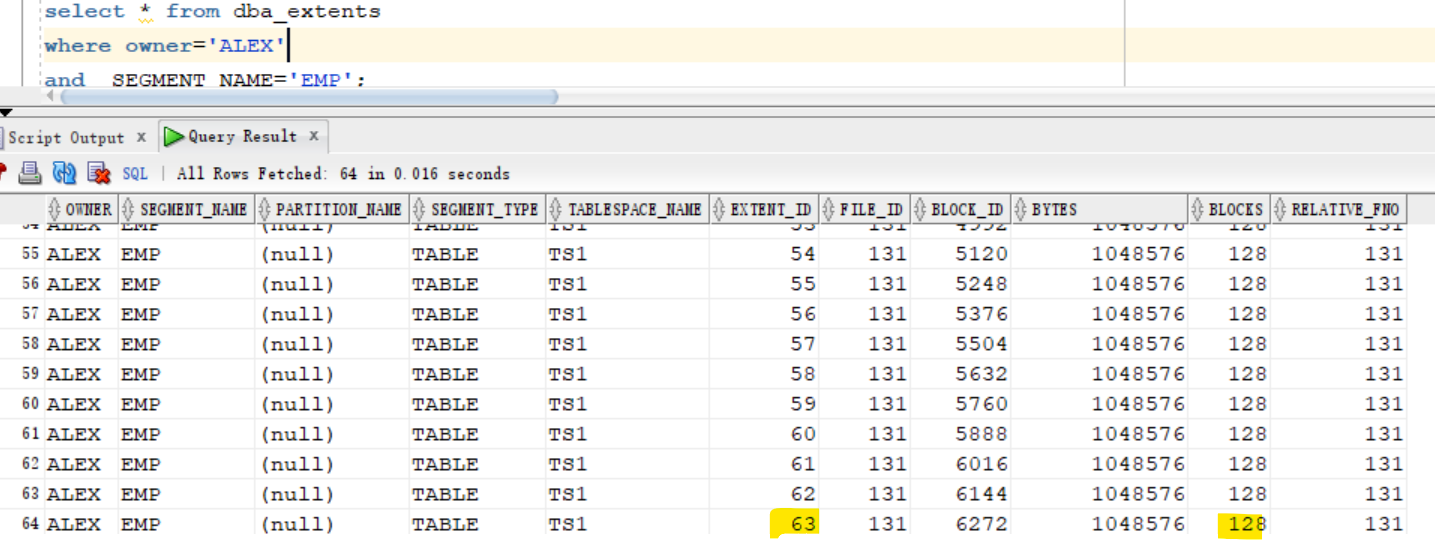 select * from dba_extents
where owner='ALEX'
and SEGMENT_NAME='EMP';
Script Output x Query Result x
SQL | All Rows Fetched: 64 in 0.016 seconds
OWNER SEGMENT_NAME PARTITION_NAME SEGMENT_TYPE TABLESPACE_NAME EXTENT_ID FILE_ID BLOCK_ID BYTES BLOCKS RELATIVE_FNO
54 ALEX EMP (null) TABLE TS1 53 131 4992 1048576 128 131
55 ALEX EMP (null) TABLE TS1 54 131 5120 1048576 128 131
56 ALEX EMP (null) TABLE TS1 55 131 5248 1048576 128 131
57 ALEX EMP (null) TABLE TS1 56 131 5376 1048576 128 131
58 ALEX EMP (null) TABLE TS1 57 131 5504 1048576 128 131
59 ALEX EMP (null) TABLE TS1 58 131 5632 1048576 128 131
60 ALEX EMP (null) TABLE TS1 59 131 5760 1048576 128 131
61 ALEX EMP (null) TABLE TS1 60 131 5888 1048576 128 131
62 ALEX EMP (null) TABLE TS1 61 131 6016 1048576 128 131
63 ALEX EMP (null) TABLE TS1 62 131 6144 1048576 128 131
64 ALEX EMP (null) TABLE TS1 63 131 6272 1048576 128 131